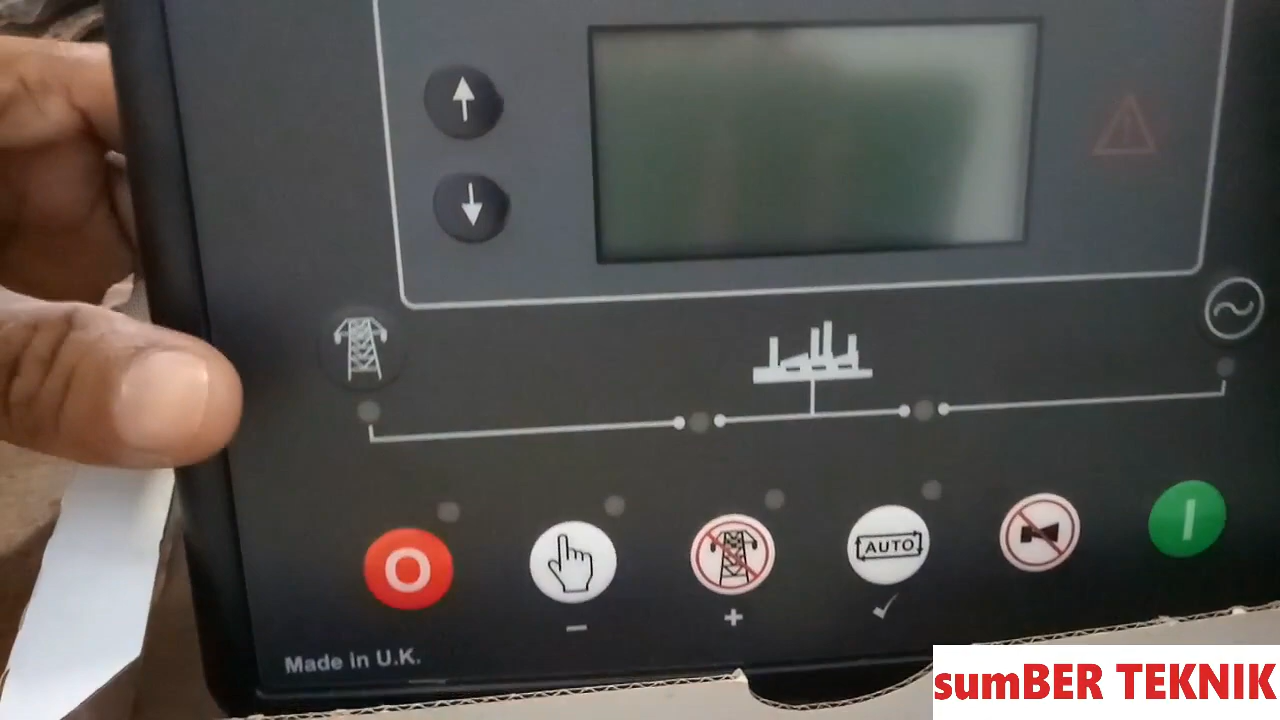 O
−
+
AUTO
I
Made in U.K.
sumBER TEKNIK